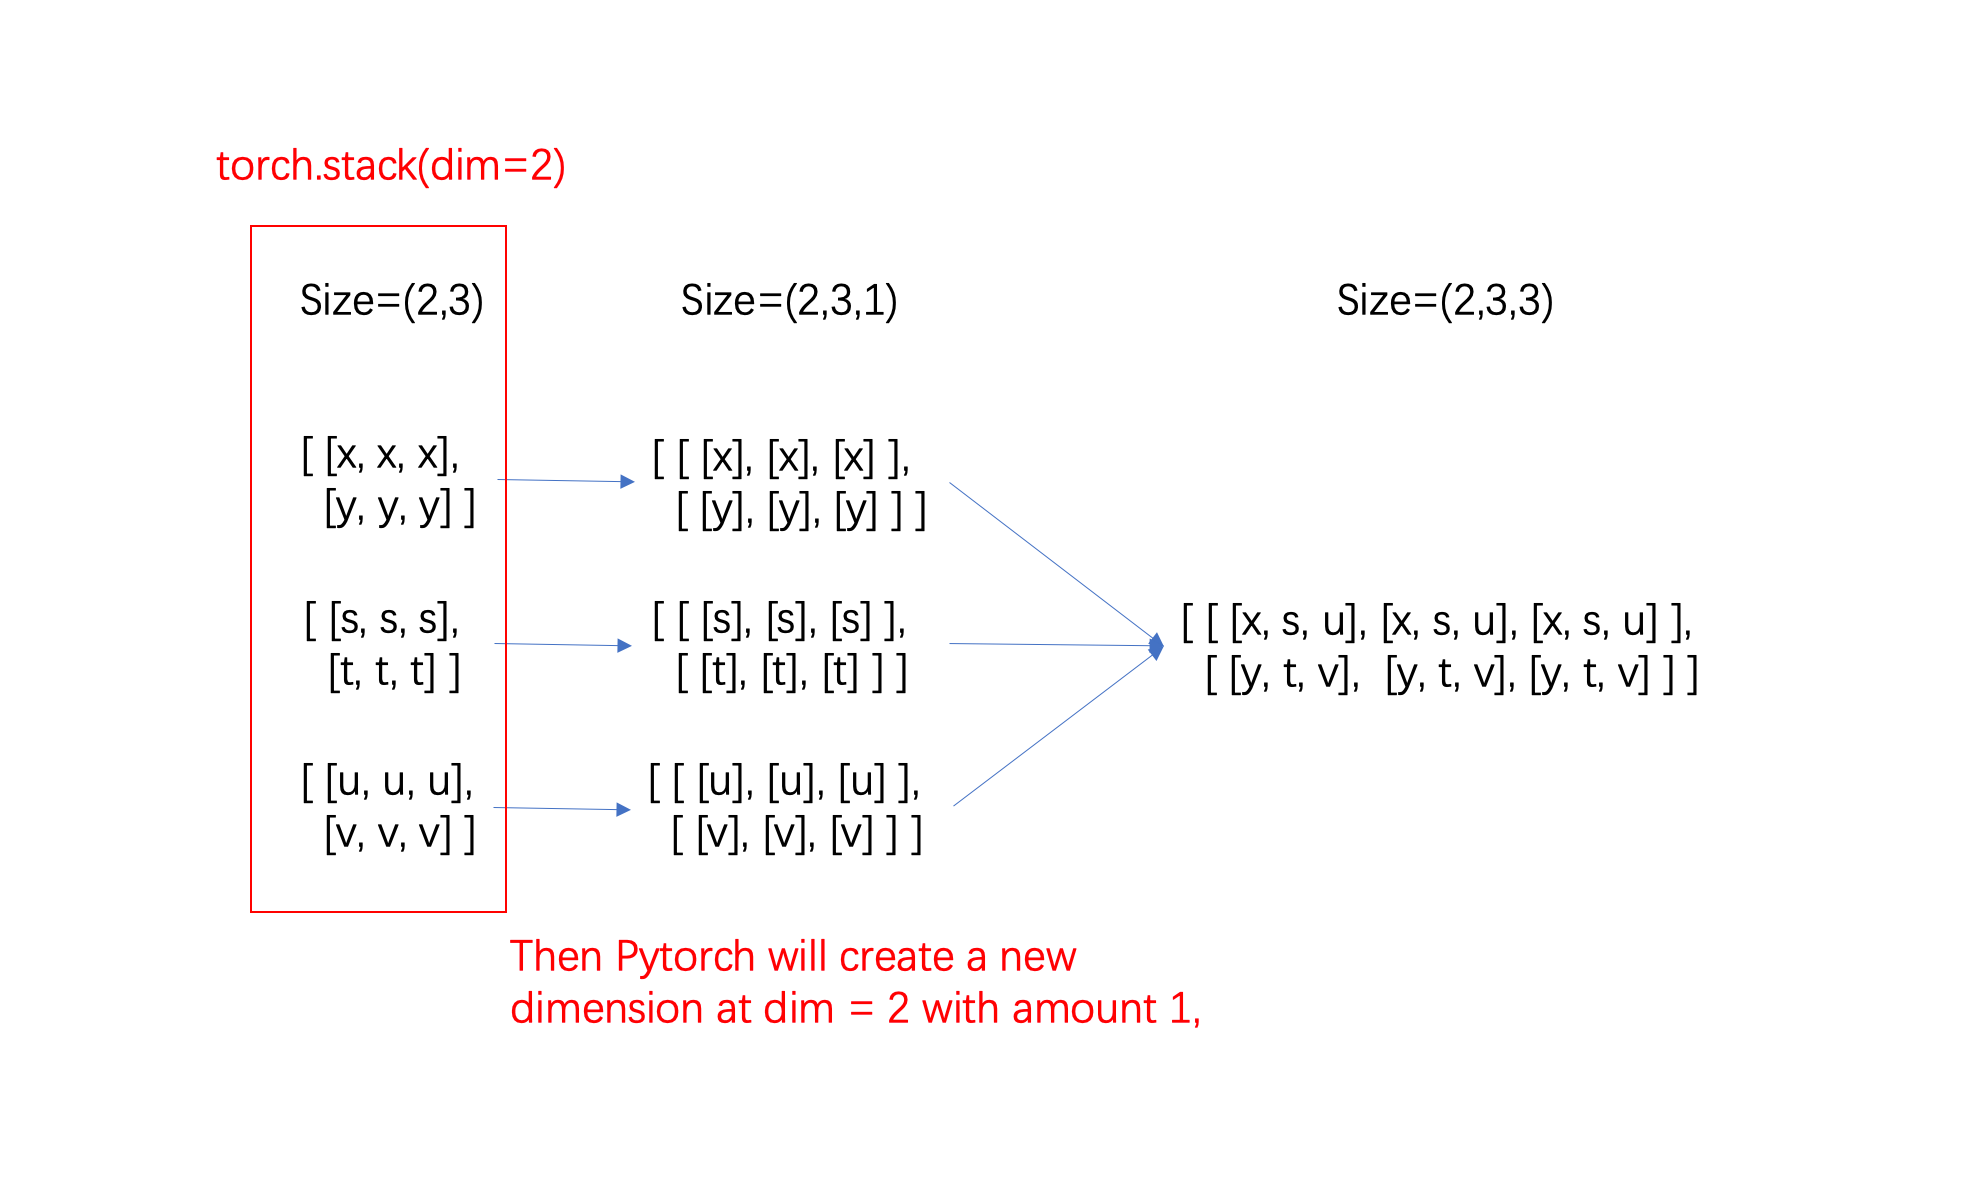 torch.stack(dim=2)
Size=(2,3)
Size=(2,3,1)
Size=(2,3,3)
[ [x, x, x],
[y, y, y] ]
[ [ [x], [x], [x] ],
[ [y], [y], [y] ] ]
[ [s, s, s],
[t, t, t] ]
[ [ [s], [s], [s] ],
[ [t], [t], [t] ] ]
[ [u, u, u],
[v, v, v] ]
[ [ [u], [u], [u] ],
[ [v], [v], [v] ] ]
[ [ [x, s, u], [x, s, u], [x, s, u] ],
[ [y, t, v], [y, t, v], [y, t, v] ] ]
Then Pytorch will create a new
dimension at dim = 2 with amount 1,